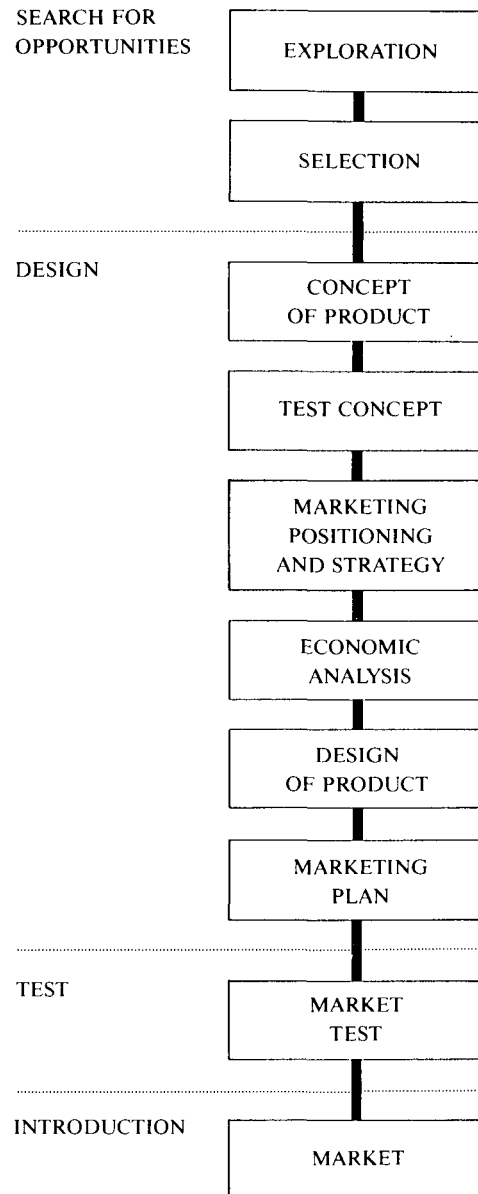 SEARCH FOR
OPPORTUNITIES
EXPLORATION
SELECTION
DESIGN
CONCEPT
OF PRODUCT
TEST CONCEPT
MARKETING
POSITIONING
AND STRATEGY
ECONOMIC
ANALYSIS
DESIGN
OF PRODUCT
MARKETING
PLAN
TEST
MARKET
TEST
INTRODUCTION
MARKET